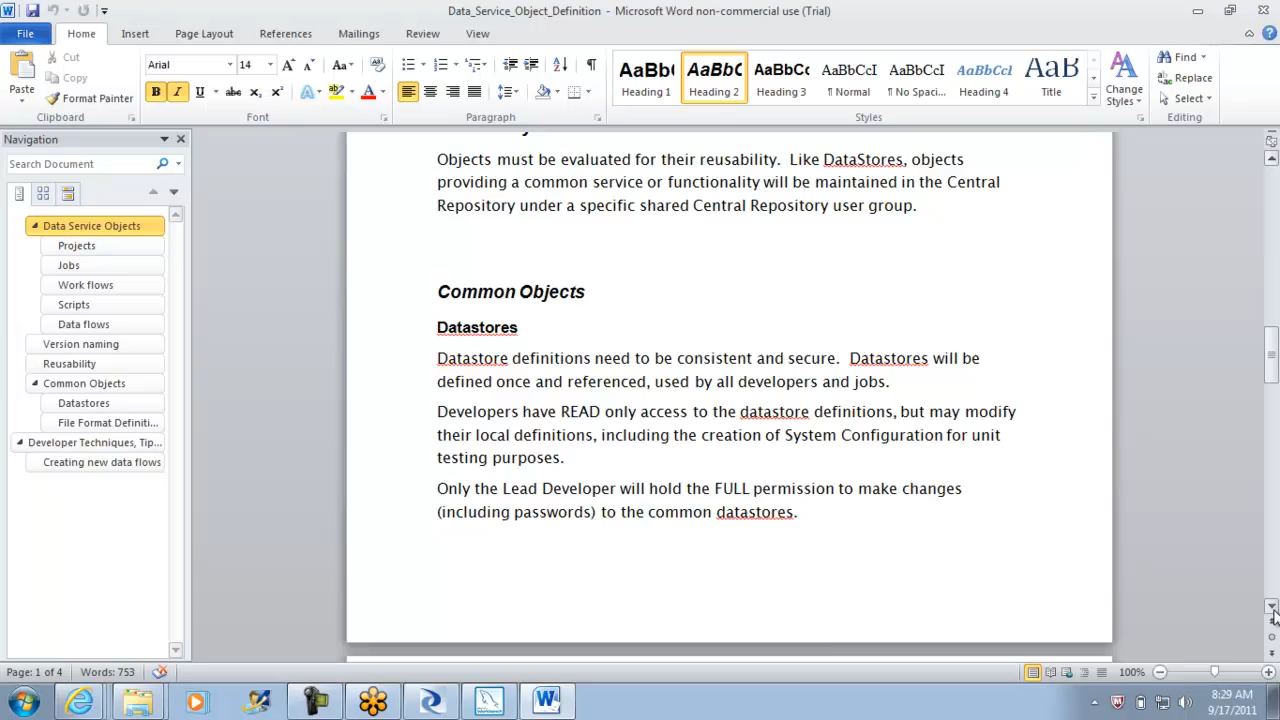 Data_Service_Object_Definition - Microsoft Word non-commercial use (Trial)
File Home Insert Page Layout References Mailings Review View
Paste
Cut
Copy
Format Painter
Clipboard
Arial 14
Font
Paragraph
AaBb( AaBbC AaBbCc AaBbCcI AaBbCcI AaBbCcI AaB
Heading 1 Heading 2 Heading 3 ¶ Normal ¶ No Spaci... Heading 4 Title
Change Styles
Styles
Find
Replace
Select
Editing
Navigation
Search Document
Data Service Objects
Projects
Jobs
Work flows
Scripts
Data flows
Version naming
Reusability
Common Objects
Datastores
File Format Definiti...
Developer Techniques, Tip...
Creating new data flows
Objects must be evaluated for their reusability.  Like DataStores, objects
providing a common service or functionality will be maintained in the Central
Repository under a specific shared Central Repository user group.
Common Objects
Datastores
Datastore definitions need to be consistent and secure.  Datastores will be
defined once and referenced, used by all developers and jobs.
Developers have READ only access to the datastore definitions, but may modify
their local definitions, including the creation of System Configuration for unit
testing purposes.
Only the Lead Developer will hold the FULL permission to make changes
(including passwords) to the common datastores.
Page: 1 of 4 Words: 753 100%
8:29 AM
9/17/2011